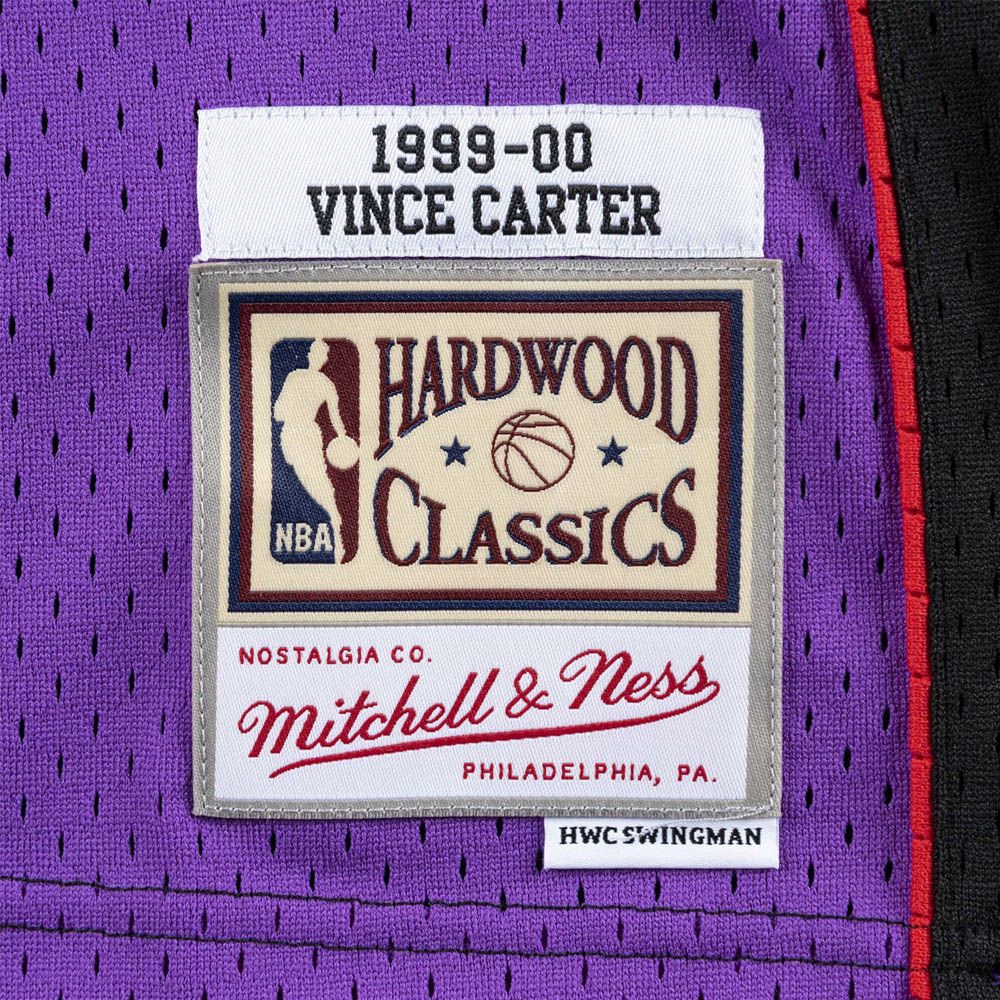 1999-00
VINCE CARTER
HARDWOOD
CLASSICS
NBA
NOSTALGIA CO.
Mitchell & Ness
PHILADELPHIA, PA.
HWC SWINGMAN